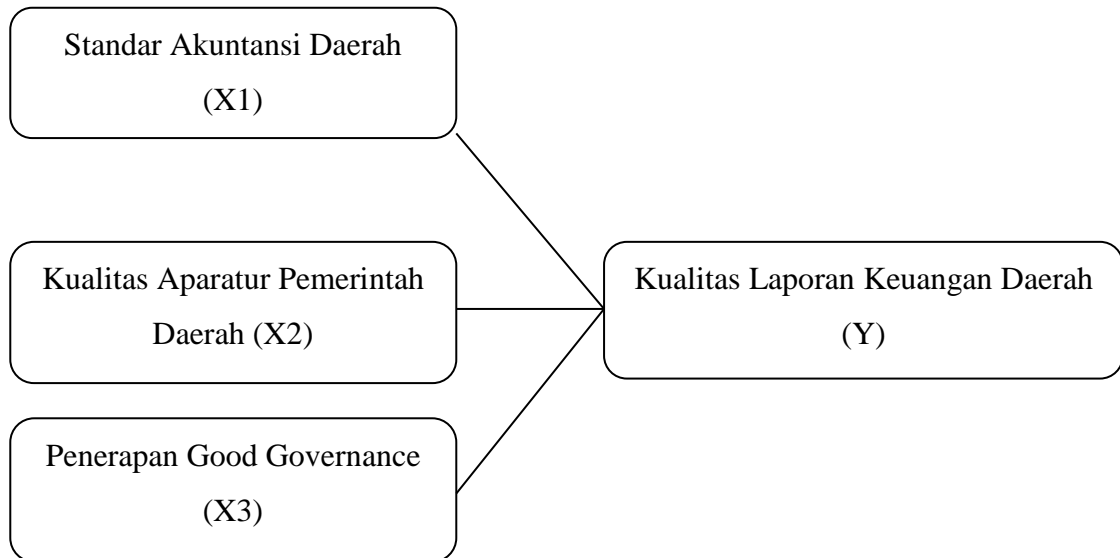 Standar Akuntansi Daerah
(X1)
Kualitas Aparatur Pemerintah
Daerah (X2)
Kualitas Laporan Keuangan Daerah
(Y)
Penerapan Good Governance
(X3)